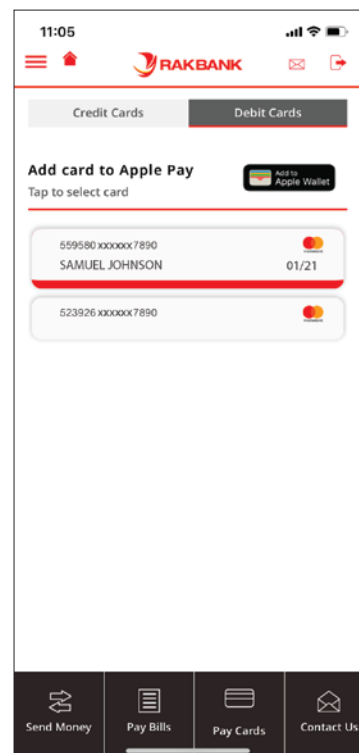 11:05
RAKBANK
Credit Cards Debit Cards
Add card to Apple Pay
Tap to select card
Add to
Apple Wallet
559580 xxxxxx 7890
SAMUEL JOHNSON 01/21
523926 xxxxxx 7890
Send Money Pay Bills Pay Cards Contact Us